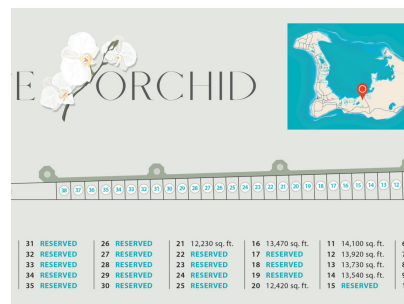 E ORCHID
38 37 36 35 34 33 32 31 30 29 28 27 26 25 24 23 22 21 20 19 18 17 16 15 14 13 12
31 RESERVED 26 RESERVED 21 12,230 sq. ft. 16 13,470 sq. ft. 11 14,100 sq. ft.
32 RESERVED 27 RESERVED 22 RESERVED 17 RESERVED 12 13,920 sq. ft.
33 RESERVED 28 RESERVED 23 RESERVED 18 RESERVED 13 13,730 sq. ft.
34 RESERVED 29 RESERVED 24 RESERVED 19 RESERVED 14 13,540 sq. ft.
35 RESERVED 30 RESERVED 25 RESERVED 20 12,420 sq. ft. 15 RESERVED